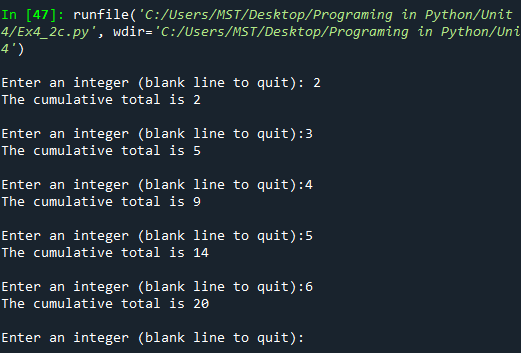 In [47]: runfile('C:/Users/MST/Desktop/Programing in Python/Unit
4/Ex4_2c.py', wdir='C:/Users/MST/Desktop/Programing in Python/Uni
4')
Enter an integer (blank line to quit): 2
The cumulative total is 2
Enter an integer (blank line to quit):3
The cumulative total is 5
Enter an integer (blank line to quit):4
The cumulative total is 9
Enter an integer (blank line to quit):5
The cumulative total is 14
Enter an integer (blank line to quit):6
The cumulative total is 20
Enter an integer (blank line to quit):